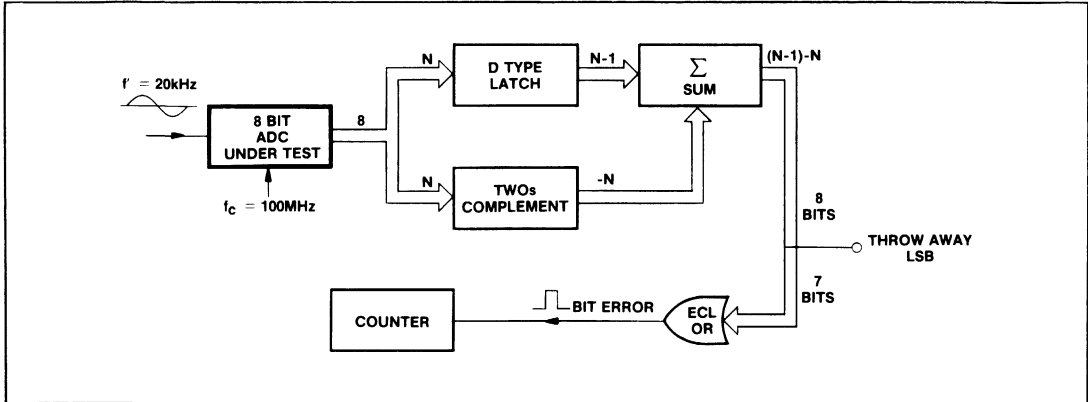 f' = 20kHz
8 BIT
ADC
UNDER TEST
f_C = 100MHz
8
N
D TYPE
LATCH
N-1
Σ
SUM
(N-1)-N
N
TWOs
COMPLEMENT
-N
8
BITS
THROW AWAY
LSB
7
BITS
ECL
OR
BIT ERROR
COUNTER